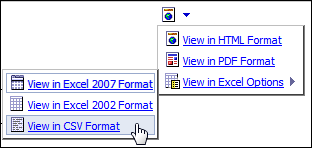 View in HTML Format
View in PDF Format
View in Excel Options
View in Excel 2007 Format
View in Excel 2002 Format
View in CSV Format